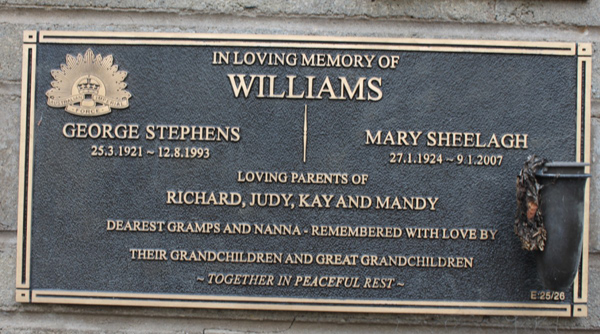 IN LOVING MEMORY OF
WILLIAMS
GEORGE STEPHENS
25.3.1921 ~ 12.8.1993
MARY SHEELAGH
27.1.1924 ~ 9.1.2007
LOVING PARENTS OF
RICHARD, JUDY, KAY AND MANDY
DEAREST GRAMPS AND NANNA - REMEMBERED WITH LOVE BY
THEIR GRANDCHILDREN AND GREAT GRANDCHILDREN
~ TOGETHER IN PEACEFUL REST ~
E:25/26